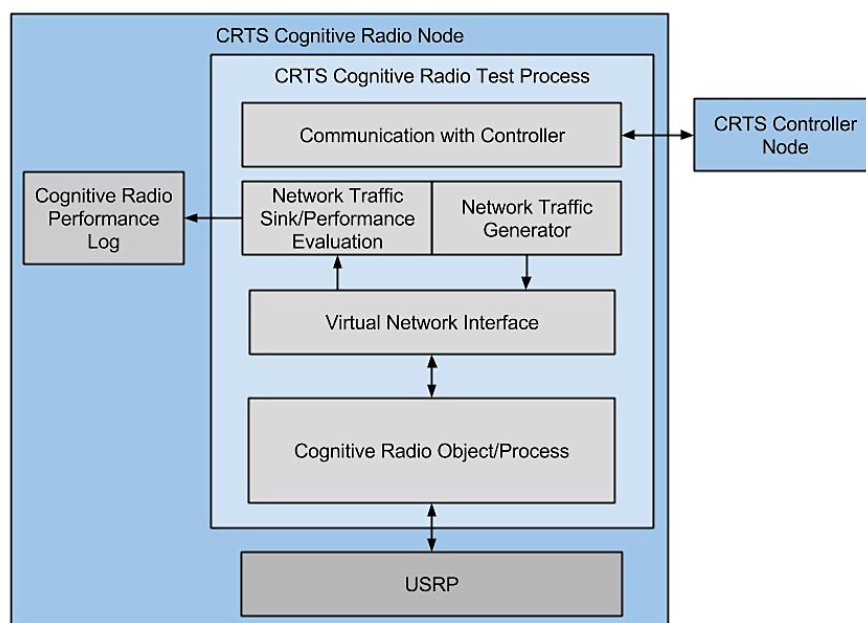 CRTS Cognitive Radio Node
CRTS Cognitive Radio Test Process
Communication with Controller
CRTS Controller
Node
Cognitive Radio
Performance
Log
Network Traffic
Sink/Performance
Evaluation
Network Traffic
Generator
Virtual Network Interface
Cognitive Radio Object/Process
USRP